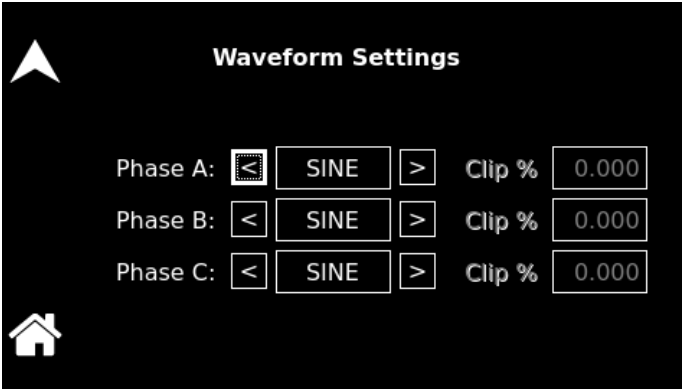 Waveform Settings
Phase A: < SINE > Clip % 0.000
Phase B: < SINE > Clip % 0.000
Phase C: < SINE > Clip % 0.000